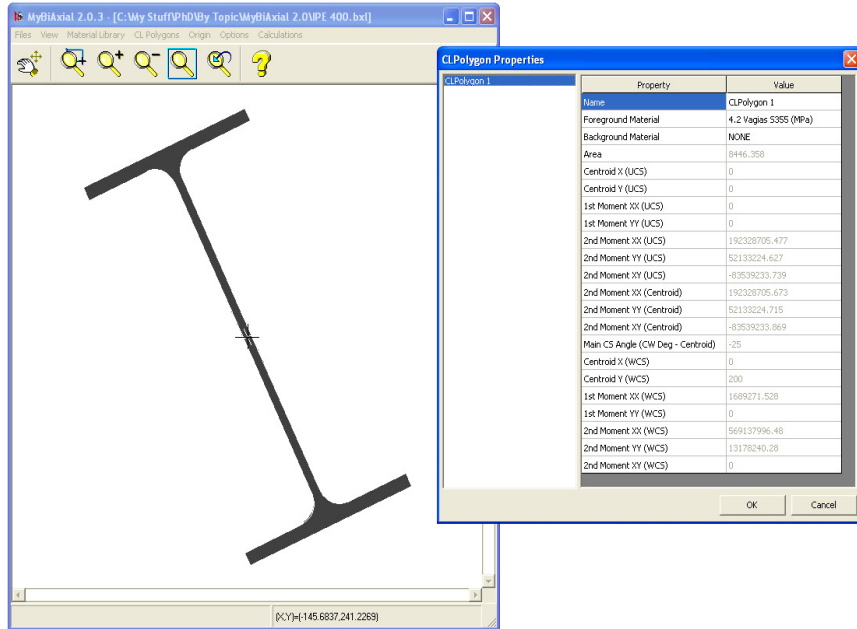 MyBiAxial 2.0.3 - [C:\My Stuff\PhD\By Topic\MyBiAxial 2.0\IPE 400.bxl]
Files View Material Library CL Polygons Origin Options Calculations
CLPolygon Properties
CLPolygon 1
Property Value
Name CLPolygon 1
Foreground Material 4.2 Vagias S355 (MPa)
Background Material NONE
Area 8446.358
Centroid X (UCS) 0
Centroid Y (UCS) 0
1st Moment XX (UCS) 0
1st Moment YY (UCS) 0
2nd Moment XX (UCS) 192328705.477
2nd Moment YY (UCS) 52133224.627
2nd Moment XY (UCS) -83539233.739
2nd Moment XX (Centroid) 192328705.673
2nd Moment YY (Centroid) 52133224.715
2nd Moment XY (Centroid) -83539233.869
Main CS Angle (CW Deg - Centroid) -25
Centroid X (WCS) 0
Centroid Y (WCS) 200
1st Moment XX (WCS) 1689271.528
1st Moment YY (WCS) 0
2nd Moment XX (WCS) 569137996.48
2nd Moment YY (WCS) 13178240.28
2nd Moment XY (WCS) 0
OK Cancel
(X,Y)=(-145.6837,241.2269)